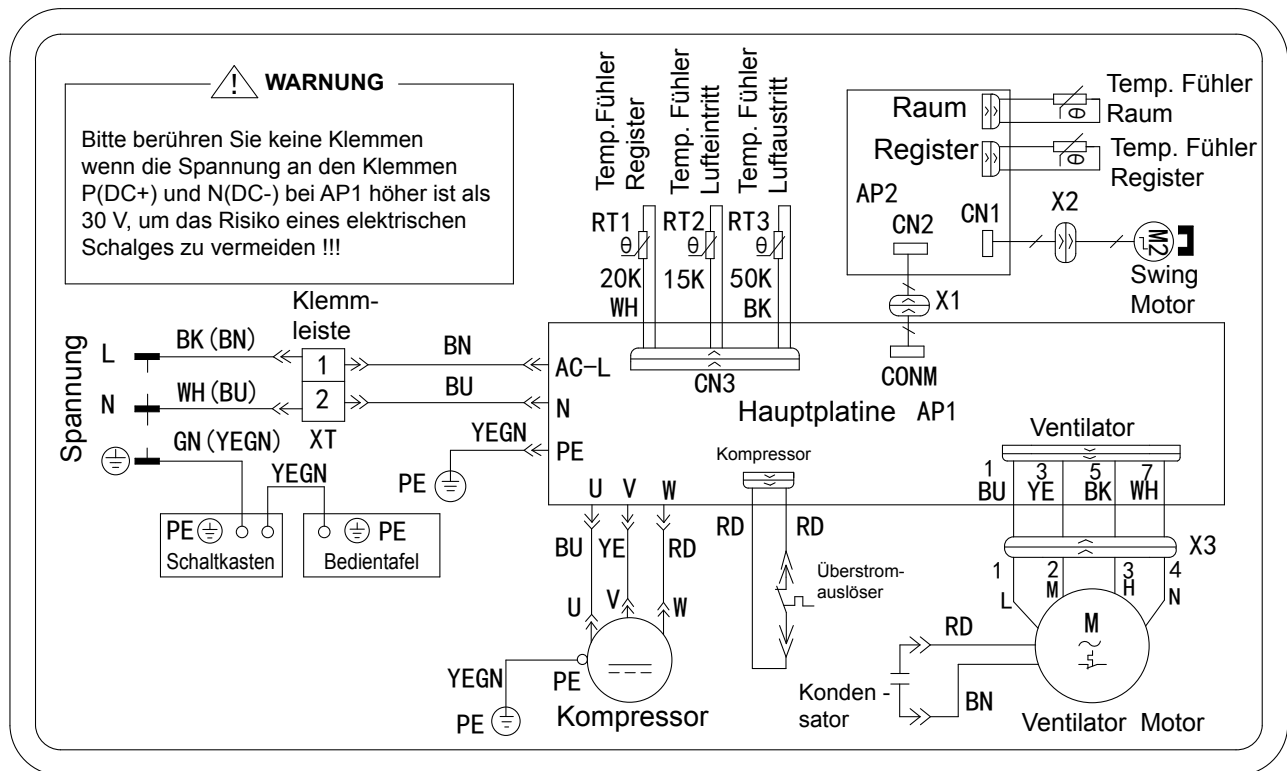 WARNUNG
Bitte berühren Sie keine Klemmen
wenn die Spannung an den Klemmen
P(DC+) und N(DC-) bei AP1 höher ist als
30 V, um das Risiko eines elektrischen
Schalges zu vermeiden !!!
Temp.Fühler
Register
Temp. Fühler
Lufteintritt
Temp. Fühler
Luftaustritt
RT1
RT2
RT3
θ
θ
θ
20K
15K
50K
WH
BK
CN3
Raum
Temp. Fühler
Raum
θ
Register
Temp. Fühler
Register
θ
AP2
CN2
CN1
X2
M2
Swing
Motor
X1
CONM
Spannung
L
BK(BN)
Klemm-
leiste
1
BN
AC-L
N
WH(BU)
2
BU
N
XT
GN(YEGN)
YEGN
PE
YEGN
PE
PE
Schaltkasten
PE
Bedientafel
Hauptplatine AP1
U V W
BU YE RD
U V W
PE
YEGN
PE
Kompressor
Kompressor
RD RD
Überstrom-
auslöser
Ventilator
1 3 5 7
BU YE BK WH
X3
1 2 3 4
L M H N
M
RD
BN
Konden -
sator
Ventilator Motor